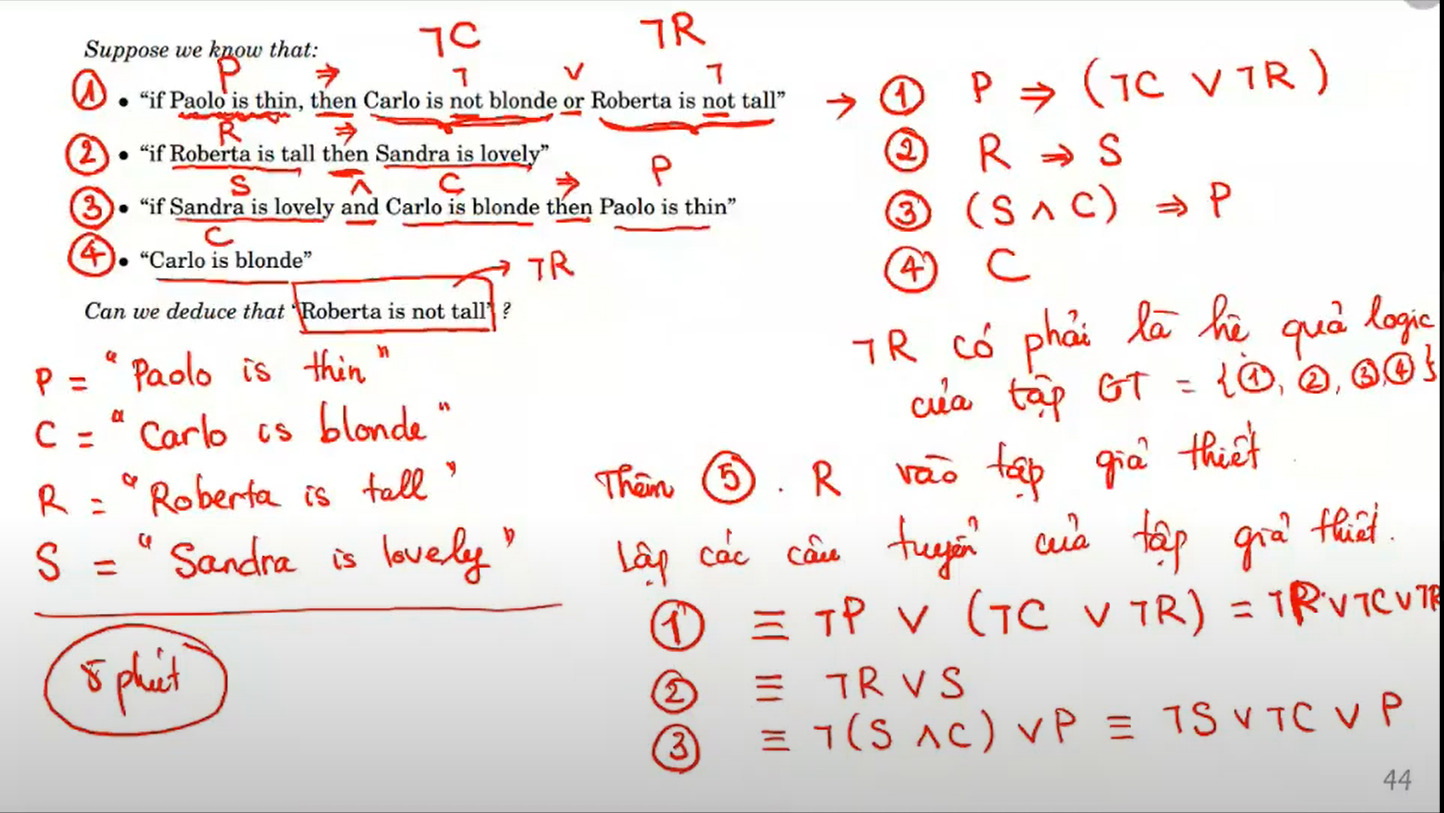 Suppose we know that:
¬C ¬R
P ⇒ ¬ ∨ ¬
① • “if Paolo is thin, then Carlo is not blonde or Roberta is not tall”
R ⇒
② • “if Roberta is tall then Sandra is lovely”
S ∧ C ⇒ P
③ • “if Sandra is lovely and Carlo is blonde then Paolo is thin”
C
④ • “Carlo is blonde”
→ ¬R
Can we deduce that “Roberta is not tall” ?
P = “Paolo is thin”
C = “Carlo is blonde”
R = “Roberta is tall”
S = “Sandra is lovely”
5 phút
→ ① P ⇒ (¬C ∨ ¬R)
② R ⇒ S
③ (S ∧ C) ⇒ P
④ C
¬R có phải là hệ quả logic
của tập GT = {①, ②, ③, ④}
Thêm ⑤. R vào tập giả thiết
Lập các câu tuyển của tập giả thiết.
① ≡ ¬P ∨ (¬C ∨ ¬R) = ¬P ∨ ¬C ∨ ¬R
② ≡ ¬R ∨ S
③ ≡ ¬(S ∧ C) ∨ P ≡ ¬S ∨ ¬C ∨ P
44